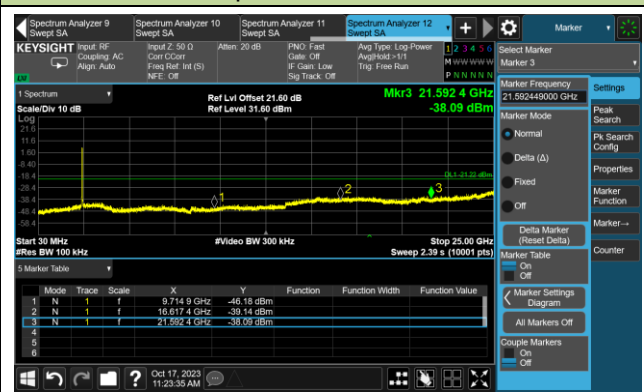 Spectrum Analyzer 9
Swept SA
Spectrum Analyzer 10
Swept SA
Spectrum Analyzer 11
Swept SA
Spectrum Analyzer 12
Swept SA
Marker
KEYSIGHT
Input: RF
Coupling: AC
Align: Auto
Input Z: 50 Ω
Corr CCorr
Freq Ref: Int (S)
NFE: Off
Atten: 20 dB
PNO: Fast
Gate: Off
IF Gain: Low
Sig Track: Off
Avg Type: Log-Power
Avg|Hold:>1/1
Trig: Free Run
1 2 3 4 5 6
M W W W W W
P N N N N N
Select Marker
Marker 3
1 Spectrum
Scale/Div 10 dB
Log
Ref Lvl Offset 21.60 dB
Ref Level 31.60 dBm
Mkr3 21.592 4 GHz
-38.09 dBm
21.6
11.6
1.60
-8.40
-18.4
-28.4
-38.4
-48.4
-58.4
DL1 -21.22 dBm
1
2
3
Start 30 MHz
#Res BW 100 kHz
#Video BW 300 kHz
Stop 25.00 GHz
Sweep 2.39 s (10001 pts)
5 Marker Table
Mode Trace Scale X Y Function Function Width Function Value
1 N 1 f 9.714 9 GHz -46.18 dBm
2 N 1 f 16.617 4 GHz -39.14 dBm
3 N 1 f 21.592 4 GHz -38.09 dBm
4
5
6
Marker Frequency
21.592449000 GHz
Marker Mode
Normal
Delta (Δ)
Fixed
Off
Delta Marker
(Reset Delta)
Marker Table
On
Off
Marker Settings
Diagram
All Markers Off
Couple Markers
On
Off
Settings
Peak
Search
Pk Search
Config
Properties
Marker
Function
Marker→
Counter
Oct 17, 2023
11:23:35 AM